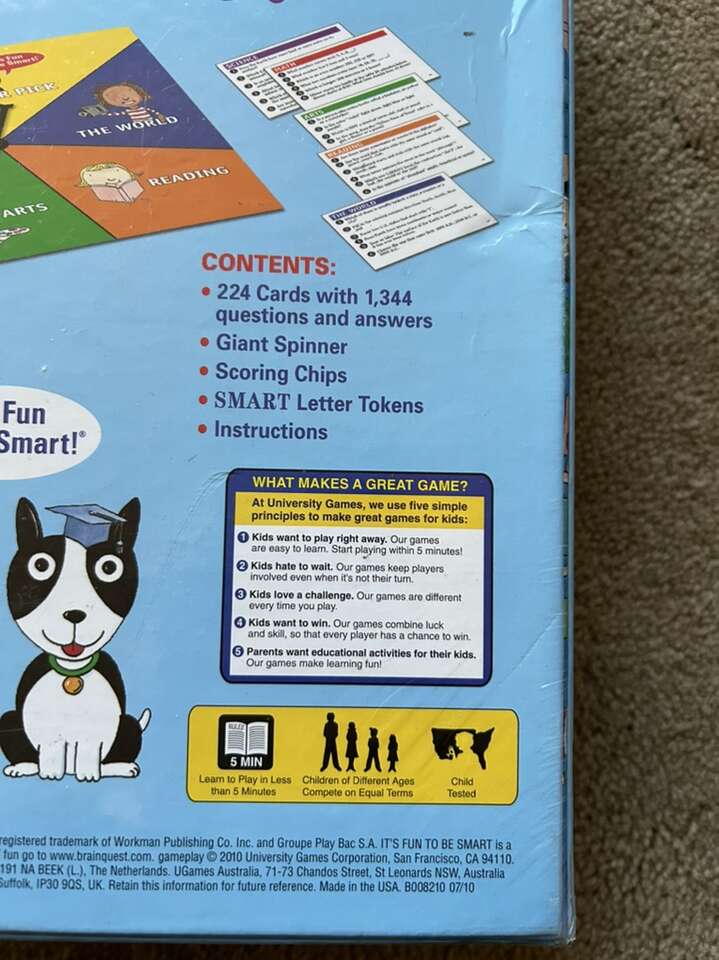 s Fun
Smart!
R PICK
THE WORLD
READING
ARTS
SCIENCE
MATH
ARTS
READING
THE WORLD
CONTENTS:
• 224 Cards with 1,344
questions and answers
• Giant Spinner
• Scoring Chips
• SMART Letter Tokens
• Instructions
Fun
Smart!®
WHAT MAKES A GREAT GAME?
At University Games, we use five simple
principles to make great games for kids:
1 Kids want to play right away. Our games
are easy to learn. Start playing within 5 minutes!
2 Kids hate to wait. Our games keep players
involved even when it's not their turn.
3 Kids love a challenge. Our games are different
every time you play.
4 Kids want to win. Our games combine luck
and skill, so that every player has a chance to win.
5 Parents want educational activities for their kids.
Our games make learning fun!
RULES
5 MIN
Learn to Play in Less
than 5 Minutes
Children of Different Ages
Compete on Equal Terms
Child
Tested
registered trademark of Workman Publishing Co. Inc. and Groupe Play Bac S.A. IT'S FUN TO BE SMART is a
fun go to www.brainquest.com. gameplay © 2010 University Games Corporation, San Francisco, CA 94110.
191 NA BEEK (L.), The Netherlands. UGames Australia, 71-73 Chandos Street, St Leonards NSW, Australia
Suffolk, IP30 9QS, UK. Retain this information for future reference. Made in the USA. B008210 07/10